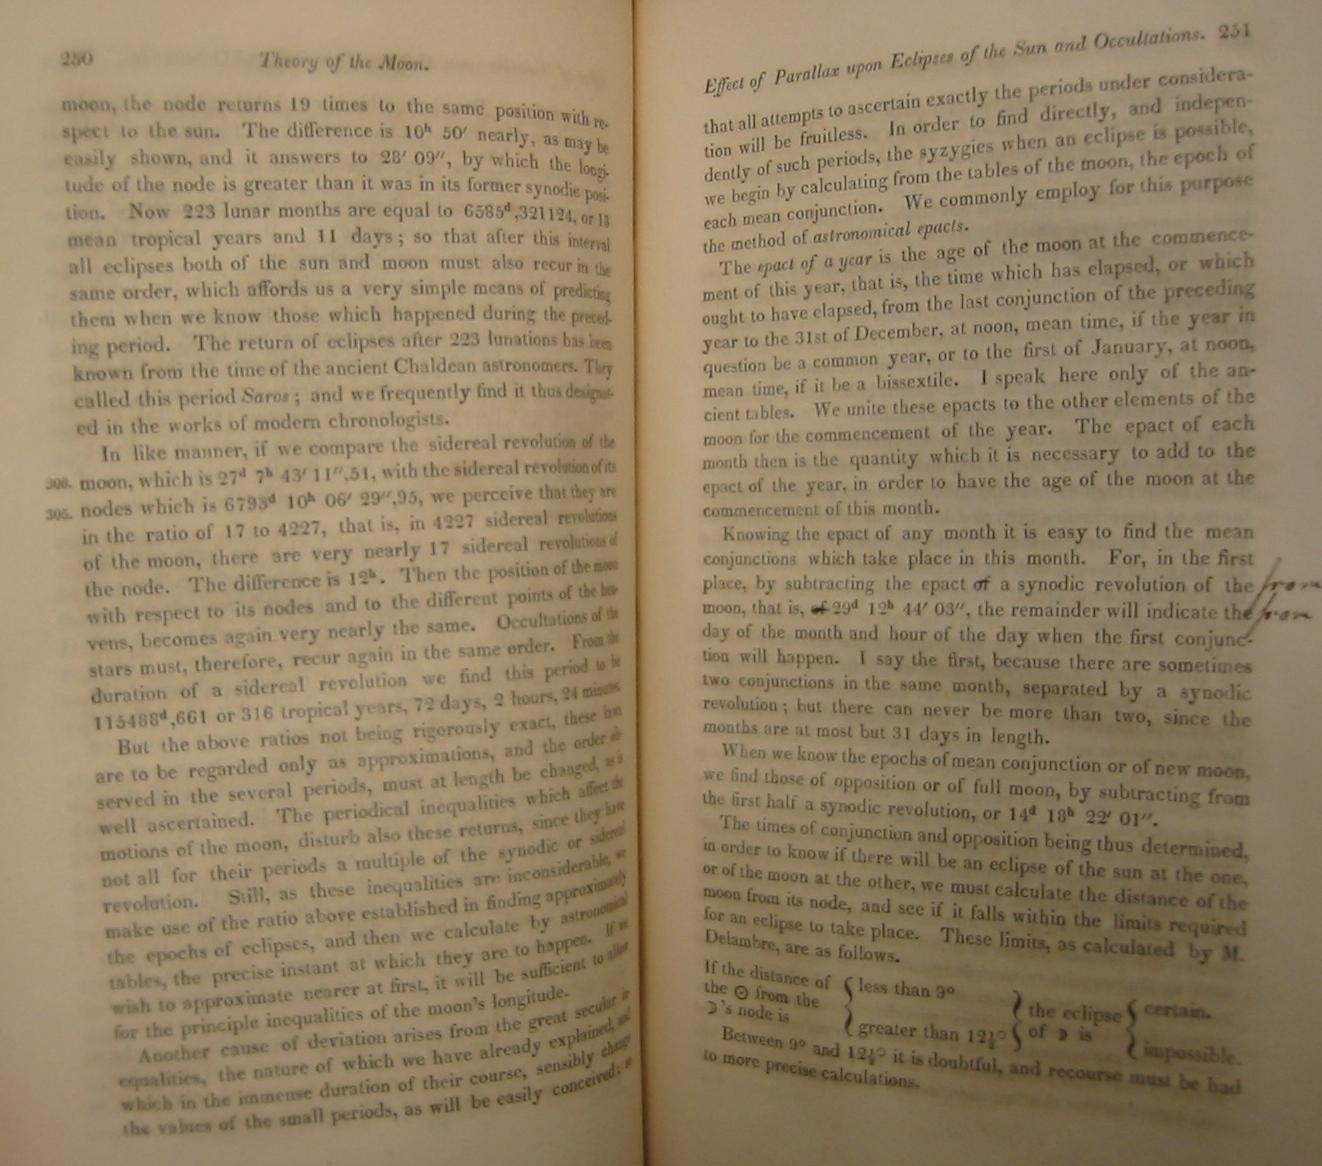 250
Theory of the Moon.
moon, the node returns 19 times to the same position with re-
spect to the sun. The difference is 10ʰ 50′ nearly, as may be
easily shown, and it answers to 28′ 09″, by which the longi-
tude of the node is greater than it was in its former synodic posi-
tion. Now 223 lunar months are equal to 6585ᵈ,321124, or 18
mean tropical years and 11 days; so that after this interval
all eclipses both of the sun and moon must also recur in the
same order, which affords us a very simple means of predicting
them when we know those which happened during the preced-
ing period. The return of eclipses after 223 lunations has been
known from the time of the ancient Chaldean astronomers. They
called this period Saros; and we frequently find it thus designat-
ed in the works of modern chronologists.
In like manner, if we compare the sidereal revolution of the
306. moon, which is 27ᵈ 7ʰ 43′ 11″,51, with the sidereal revolution of its
305. nodes which is 6793ᵈ 10ʰ 06′ 29″,95, we perceive that they are
in the ratio of 17 to 4227, that is, in 4227 sidereal revolutions
of the moon, there are very nearly 17 sidereal revolutions of
the node. The difference is 12ʰ. Then the position of the moon
with respect to its nodes and to the different points of the hea-
vens, becomes again very nearly the same. Occultations of the
stars must, therefore, recur again in the same order. From the
duration of a sidereal revolution we find this period to be
115488ᵈ,661 or 316 tropical years, 72 days, 2 hours, 24 minutes
But the above ratios not being rigorously exact, these
are to be regarded only as approximations, and the order ob-
served in the several periods, must at length be changed, as is
well ascertained. The periodical inequalities which affect the
motions of the moon, disturb also these returns, since they have
not all for their periods a multiple of the synodic or sidereal
revolution. Still, as these inequalities are inconsiderable, we
make use of the ratio above established in finding approximately
the epochs of eclipses, and then we calculate by astronomical
tables, the precise instant at which they are to happen. If we
wish to approximate nearer at first, it will be sufficient to allow
for the principle inequalities of the moon's longitude.
Another cause of deviation arises from the great secular in-
equalities, the nature of which we have already explained, and
which in the immense duration of their course, sensibly change
the values of the small periods, as will be easily conceived; so
Effect of Parallax upon Eclipses of the Sun and Occultations. 251
that all attempts to ascertain exactly the periods under considera-
tion will be fruitless. In order to find directly, and indepen-
dently of such periods, the syzygies when an eclipse is possible,
we begin by calculating from the tables of the moon, the epoch of
each mean conjunction. We commonly employ for this purpose
the method of astronomical epacts.
The epact of a year is the age of the moon at the commence-
ment of this year, that is, the time which has elapsed, or which
ought to have elapsed, from the last conjunction of the preceding
year to the 31st of December, at noon, mean time, if the year in
question be a common year, or to the first of January, at noon,
mean time, if it be a bissextile. I speak here only of the an-
cient tables. We unite these epacts to the other elements of the
moon for the commencement of the year. The epact of each
month then is the quantity which it is necessary to add to the
epact of the year, in order to have the age of the moon at the
commencement of this month.
Knowing the epact of any month it is easy to find the mean
conjunctions which take place in this month. For, in the first
place, by subtracting the epact of a synodic revolution of the from
moon, that is, of 29ᵈ 12ʰ 44′ 03″, the remainder will indicate the from
day of the month and hour of the day when the first conjunc-
tion will happen. I say the first, because there are sometimes
two conjunctions in the same month, separated by a synodic
revolution; but there can never be more than two, since the
months are at most but 31 days in length.
When we know the epochs of mean conjunction or of new moon,
we find those of opposition or of full moon, by subtracting from
the first half a synodic revolution, or 14ᵈ 18ʰ 22′ 01″.
The times of conjunction and opposition being thus determined,
in order to know if there will be an eclipse of the sun at the one,
or of the moon at the other, we must calculate the distance of the
moon from its node, and see if it falls within the limits required
for an eclipse to take place. These limits, as calculated by M.
Delambre, are as follows.
If the distance of
the ☉ from the
☽'s node is
less than 9°
greater than 12½°
the eclipse
of ☽ is
certain.
impossible.
Between 9° and 12½° it is doubtful, and recourse must be had
to more precise calculations.